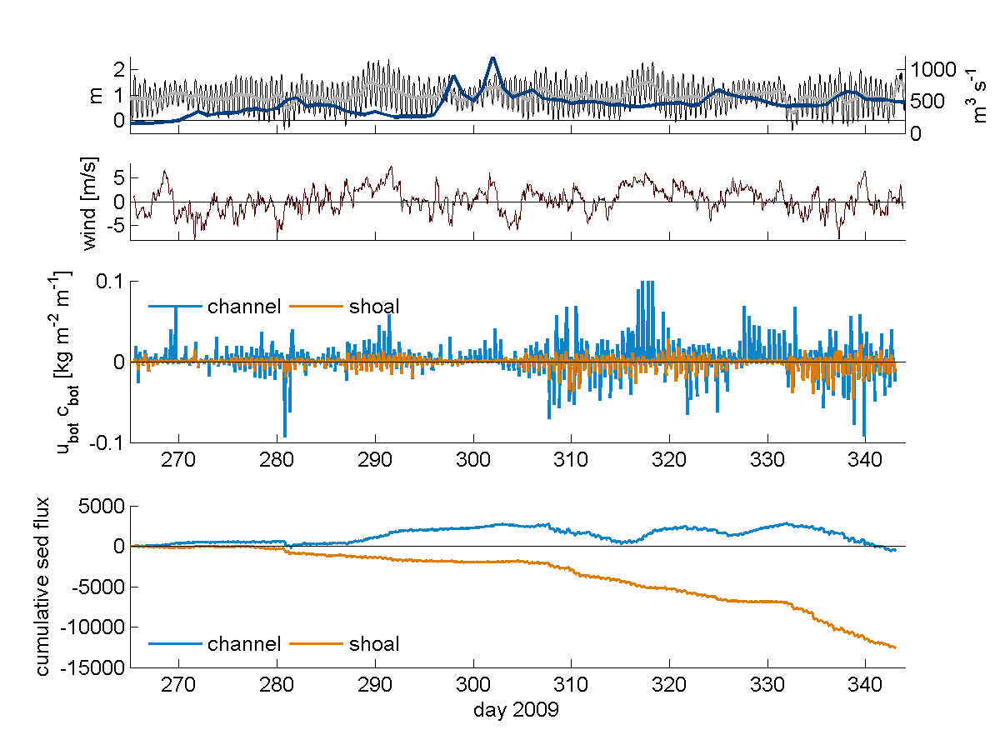 2
1
0
m
1000
500
0
m³ s⁻¹
5
0
-5
wind [m/s]
0.1
0
-0.1
u_bot c_bot [kg m⁻² m⁻¹]
channel shoal
270 280 290 300 310 320 330 340
5000
0
-5000
-10000
-15000
cumulative sed flux
channel shoal
270 280 290 300 310 320 330 340
day 2009